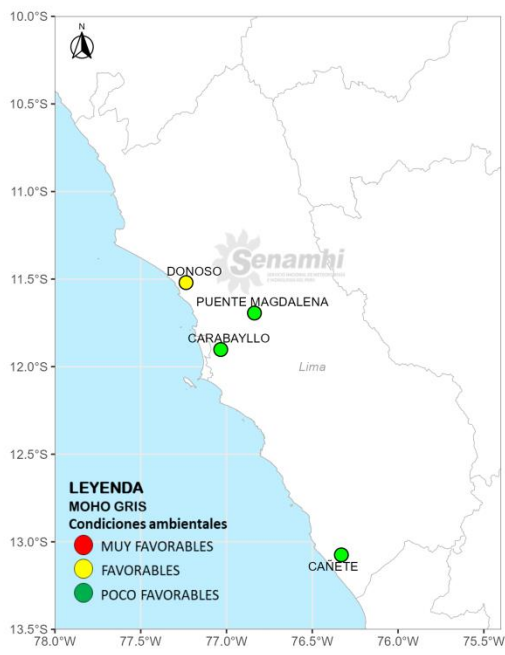 10.0°S
N
10.5°S
11.0°S
11.5°S
12.0°S
12.5°S
13.0°S
13.5°S
Senamhi
DONOSO
PUENTE MAGDALENA
CARABAYLLO
Lima
LEYENDA
MOHO GRIS
Condiciones ambientales
MUY FAVORABLES
FAVORABLES
POCO FAVORABLES
CAÑETE
78.0°W 77.5°W 77.0°W 76.5°W 76.0°W 75.5°W